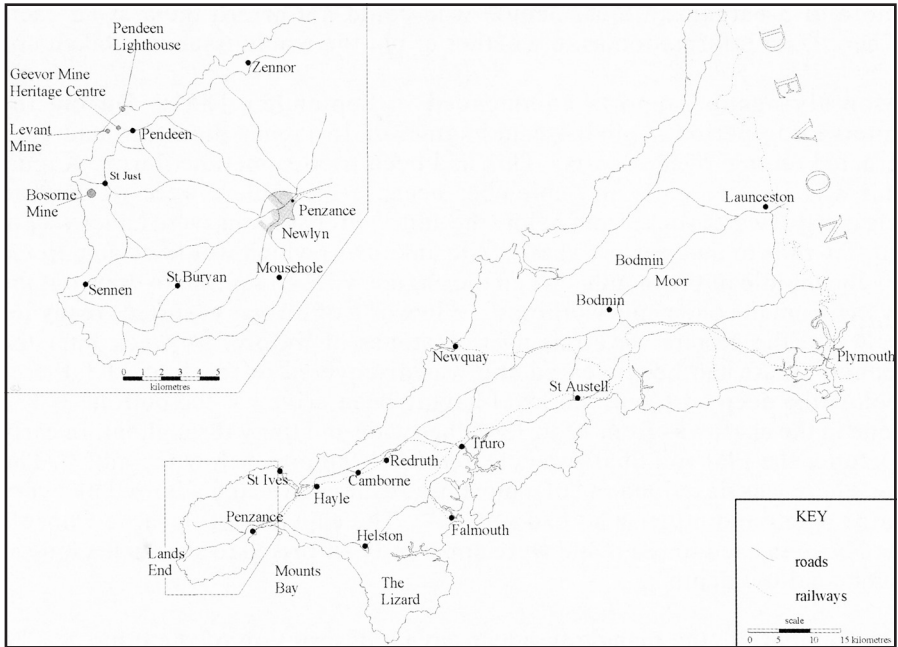 Pendeen
Lighthouse
Geevor Mine
Heritage Centre
Zennor
Levant
Mine
Pendeen
St Just
Bosorne
Mine
Penzance
Newlyn
Mousehole
St Buryan
Sennen
0 1 2 3 4 5
kilometres
DEVON
Launceston
Bodmin
Moor
Bodmin
Newquay
Plymouth
St Austell
Truro
Redruth
Camborne
St Ives
Hayle
Penzance
Falmouth
Helston
Lands
End
Mounts
Bay
The
Lizard
KEY
roads
railways
scale
0 5 10 15 kilometres